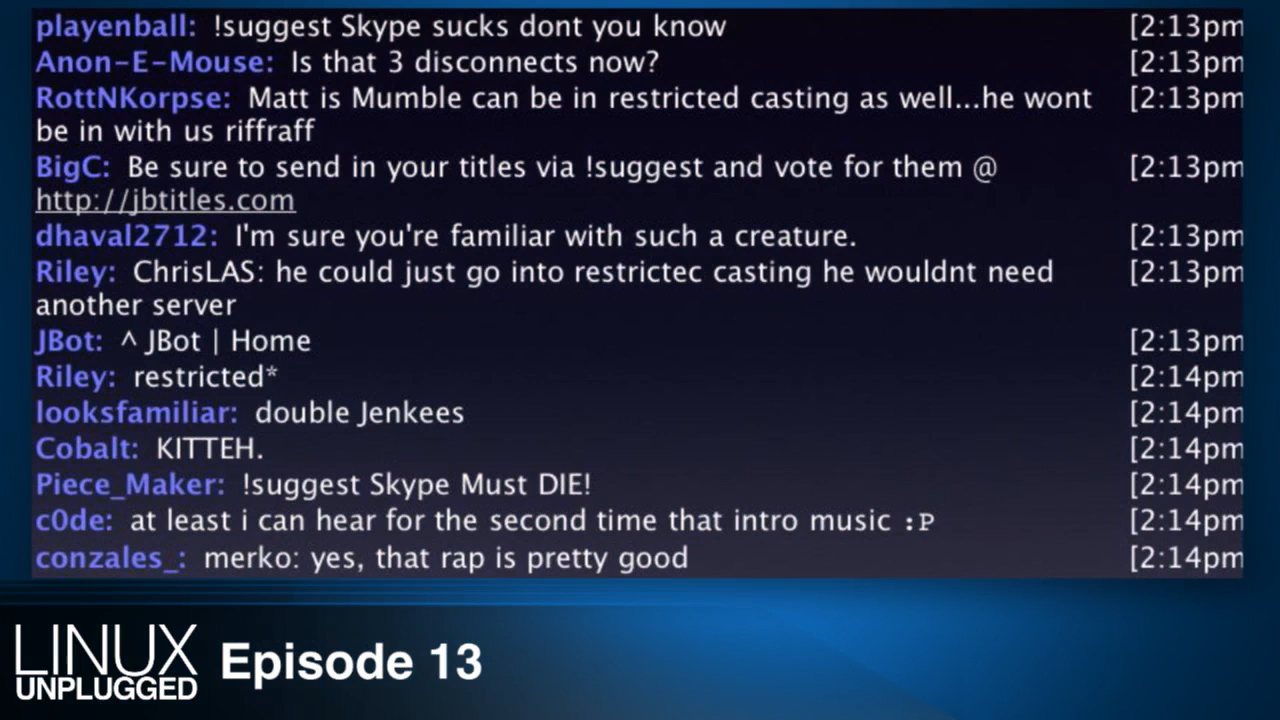 playenball: !suggest Skype sucks dont you know [2:13pm
Anon-E-Mouse: Is that 3 disconnects now? [2:13pm
RottNKorpse: Matt is Mumble can be in restricted casting as well...he wont [2:13pm
be in with us riffraff
BigC: Be sure to send in your titles via !suggest and vote for them @ [2:13pm
http://jbtitles.com
dhaval2712: I'm sure you're familiar with such a creature. [2:13pm
Riley: ChrisLAS: he could just go into restrictec casting he wouldnt need [2:13pm
another server
JBot: ^ JBot | Home [2:13pm
Riley: restricted* [2:14pm
looksfamiliar: double Jenkees [2:14pm
Cobalt: KITTEH. [2:14pm
Piece_Maker: !suggest Skype Must DIE! [2:14pm
c0de: at least i can hear for the second time that intro music :P [2:14pm
conzales_: merko: yes, that rap is pretty good [2:14pm
LINUX
UNPLUGGED
Episode 13